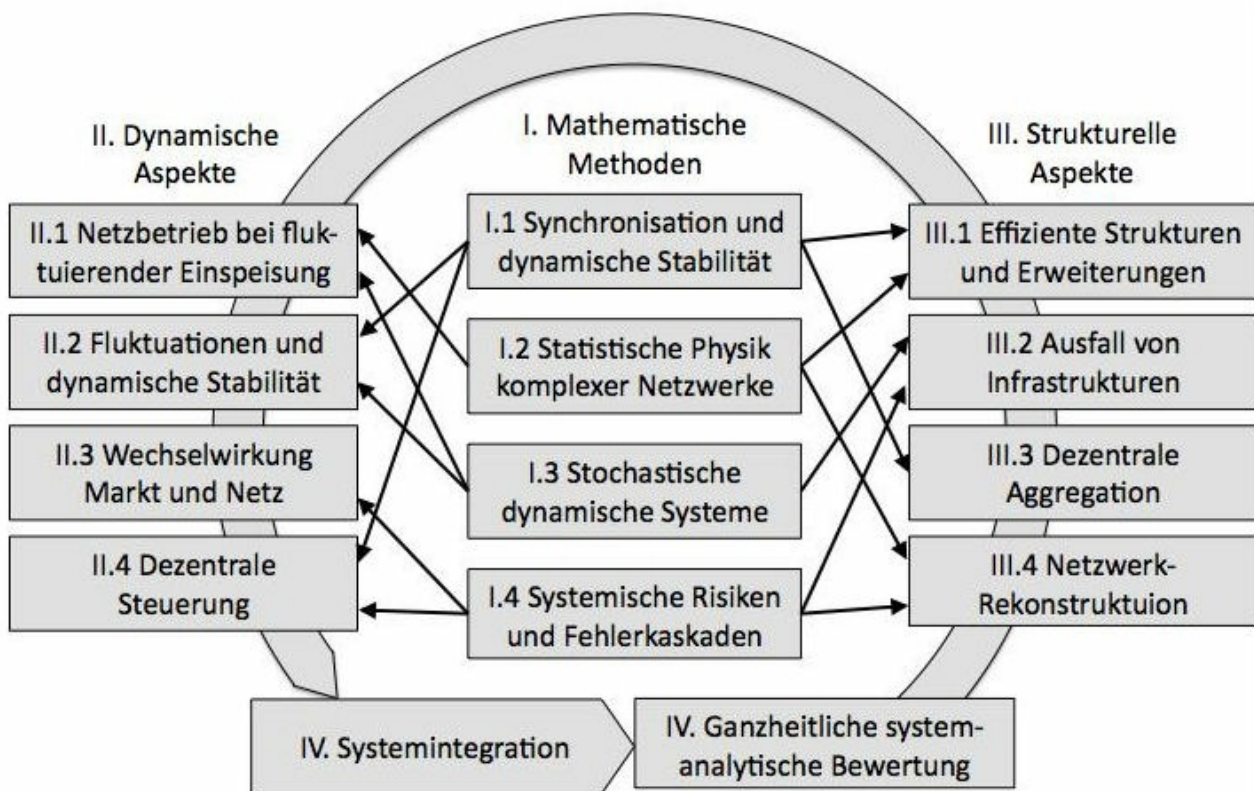 II. Dynamische
Aspekte
II.1 Netzbetrieb bei fluk-
tuierender Einspeisung
II.2 Fluktuationen und
dynamische Stabilität
II.3 Wechselwirkung
Markt und Netz
II.4 Dezentrale
Steuerung
I. Mathematische
Methoden
I.1 Synchronisation und
dynamische Stabilität
I.2 Statistische Physik
komplexer Netzwerke
I.3 Stochastische
dynamische Systeme
I.4 Systemische Risiken
und Fehlerkaskaden
III. Strukturelle
Aspekte
III.1 Effiziente Strukturen
und Erweiterungen
III.2 Ausfall von
Infrastrukturen
III.3 Dezentrale
Aggregation
III.4 Netzwerk-
Rekonstruktuion
IV. Systemintegration
IV. Ganzheitliche system-
analytische Bewertung